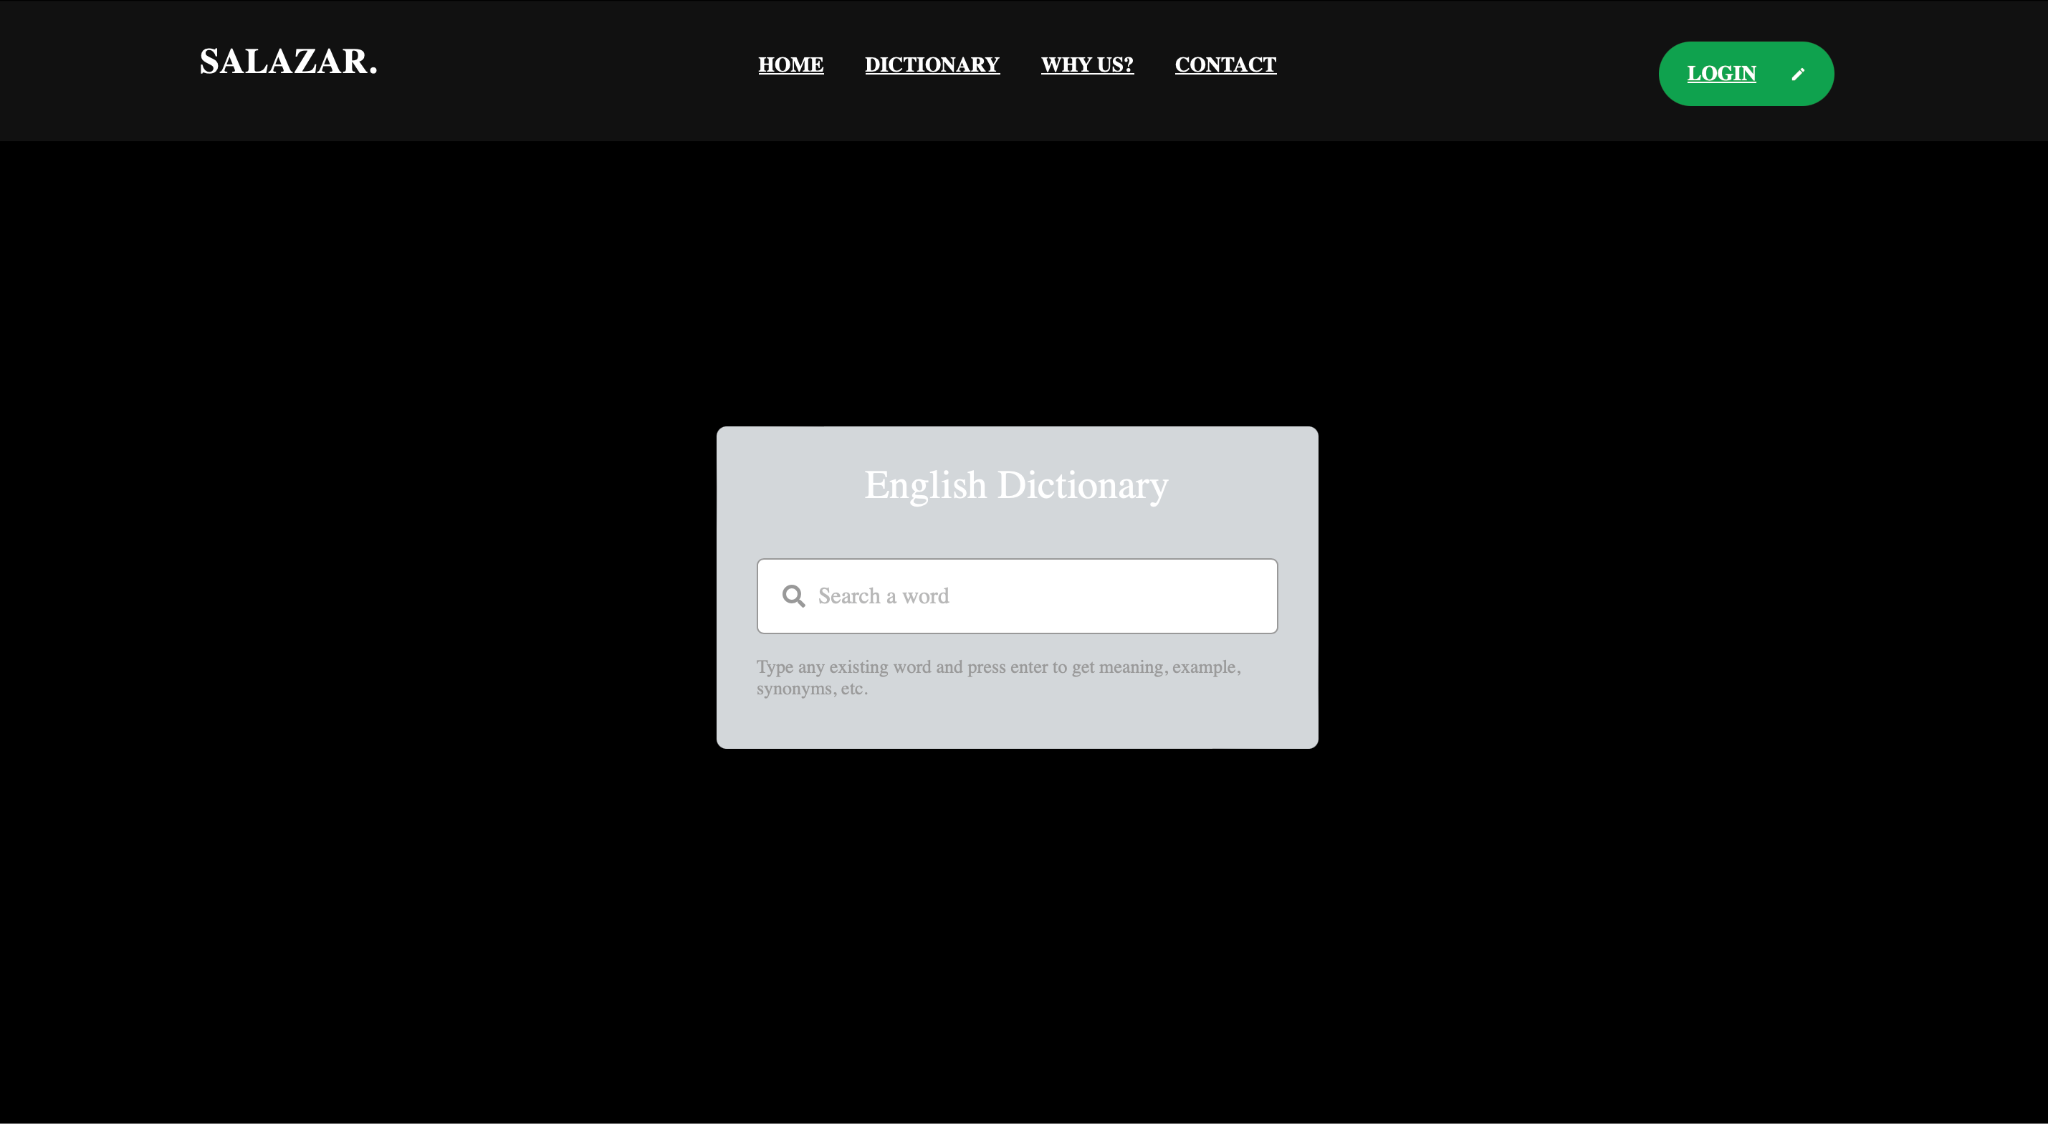 SALAZAR.
HOME DICTIONARY WHY US? CONTACT
LOGIN
English Dictionary
Search a word
Type any existing word and press enter to get meaning, example,
synonyms, etc.